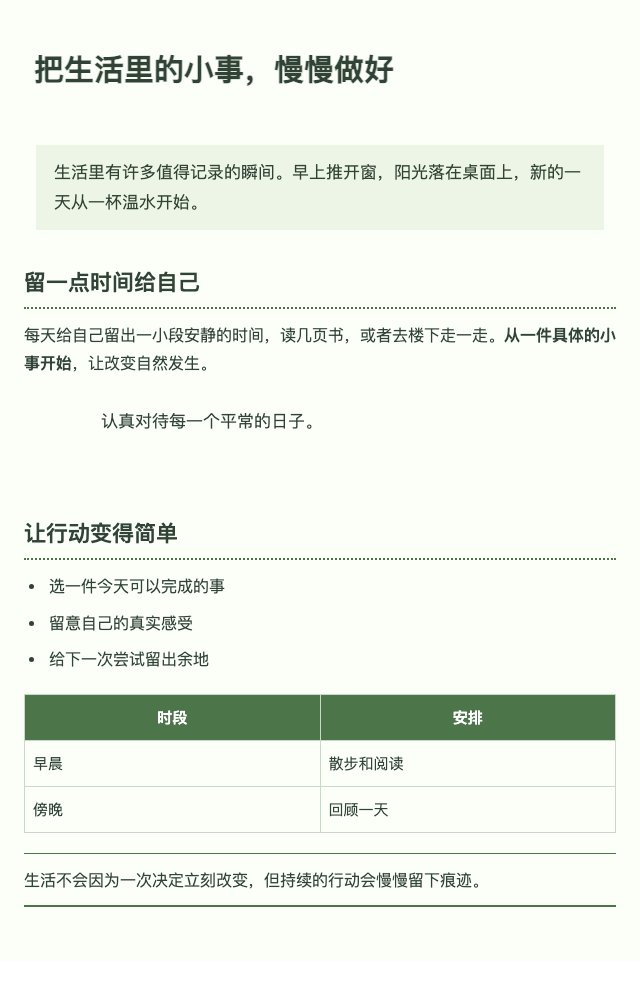 把生活里的小事，慢慢做好
生活里有许多值得记录的瞬间。早上推开窗，阳光落在桌面上，新的一
天从一杯温水开始。
留一点时间给自己
每天给自己留出一小段安静的时间，读几页书，或者去楼下走一走。从一件具体的小
事开始，让改变自然发生。
认真对待每一个平常的日子。
让行动变得简单
• 选一件今天可以完成的事
• 留意自己的真实感受
• 给下一次尝试留出余地
时段 安排
早晨 散步和阅读
傍晚 回顾一天
生活不会因为一次决定立刻改变，但持续的行动会慢慢留下痕迹。